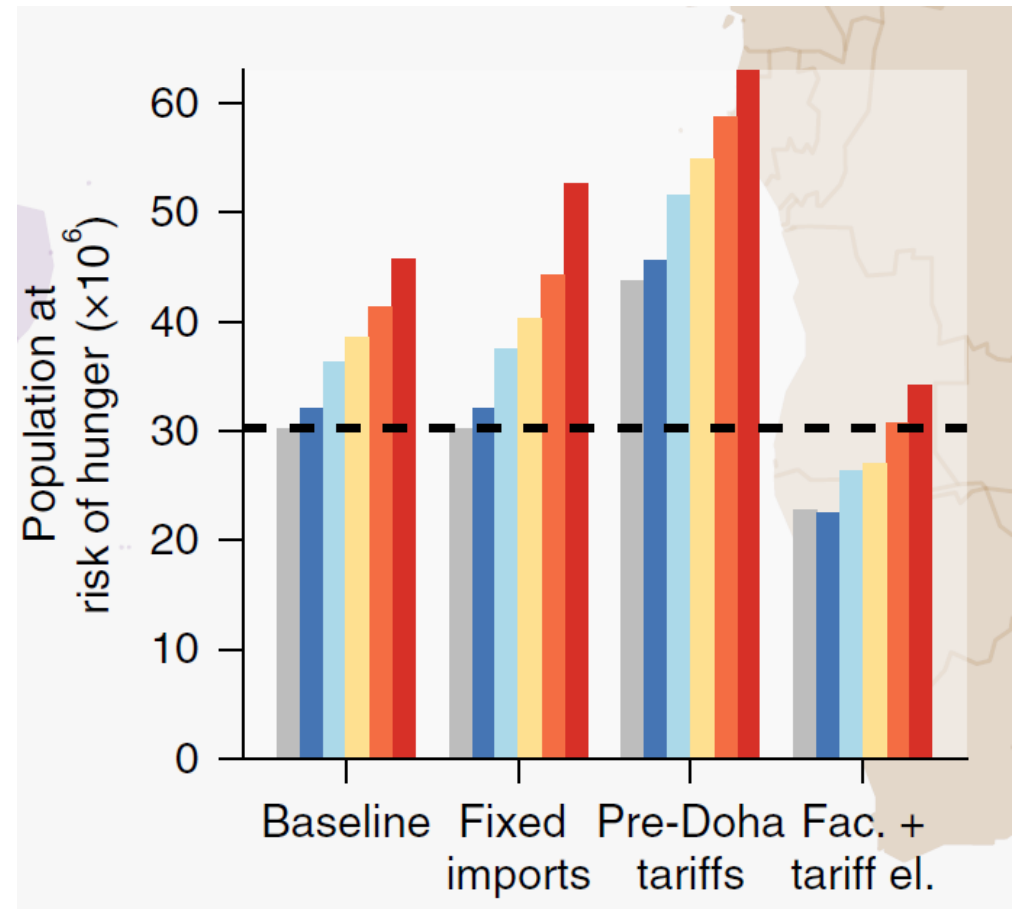 Population at
risk of hunger (×10⁶)
60
50
40
30
20
10
0
Baseline Fixed Pre-Doha Fac. +
imports tariffs tariff el.